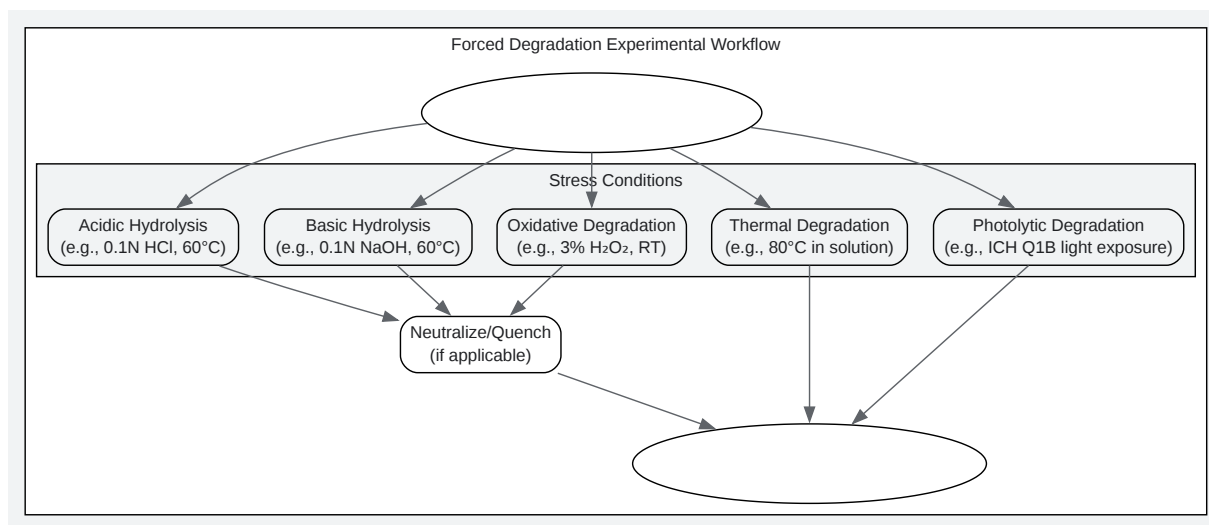 Forced Degradation Experimental Workflow
Stress Conditions
Acidic Hydrolysis
(e.g., 0.1N HCl, 60°C)
Basic Hydrolysis
(e.g., 0.1N NaOH, 60°C)
Oxidative Degradation
(e.g., 3% H₂O₂, RT)
Thermal Degradation
(e.g., 80°C in solution)
Photolytic Degradation
(e.g., ICH Q1B light exposure)
Neutralize/Quench
(if applicable)